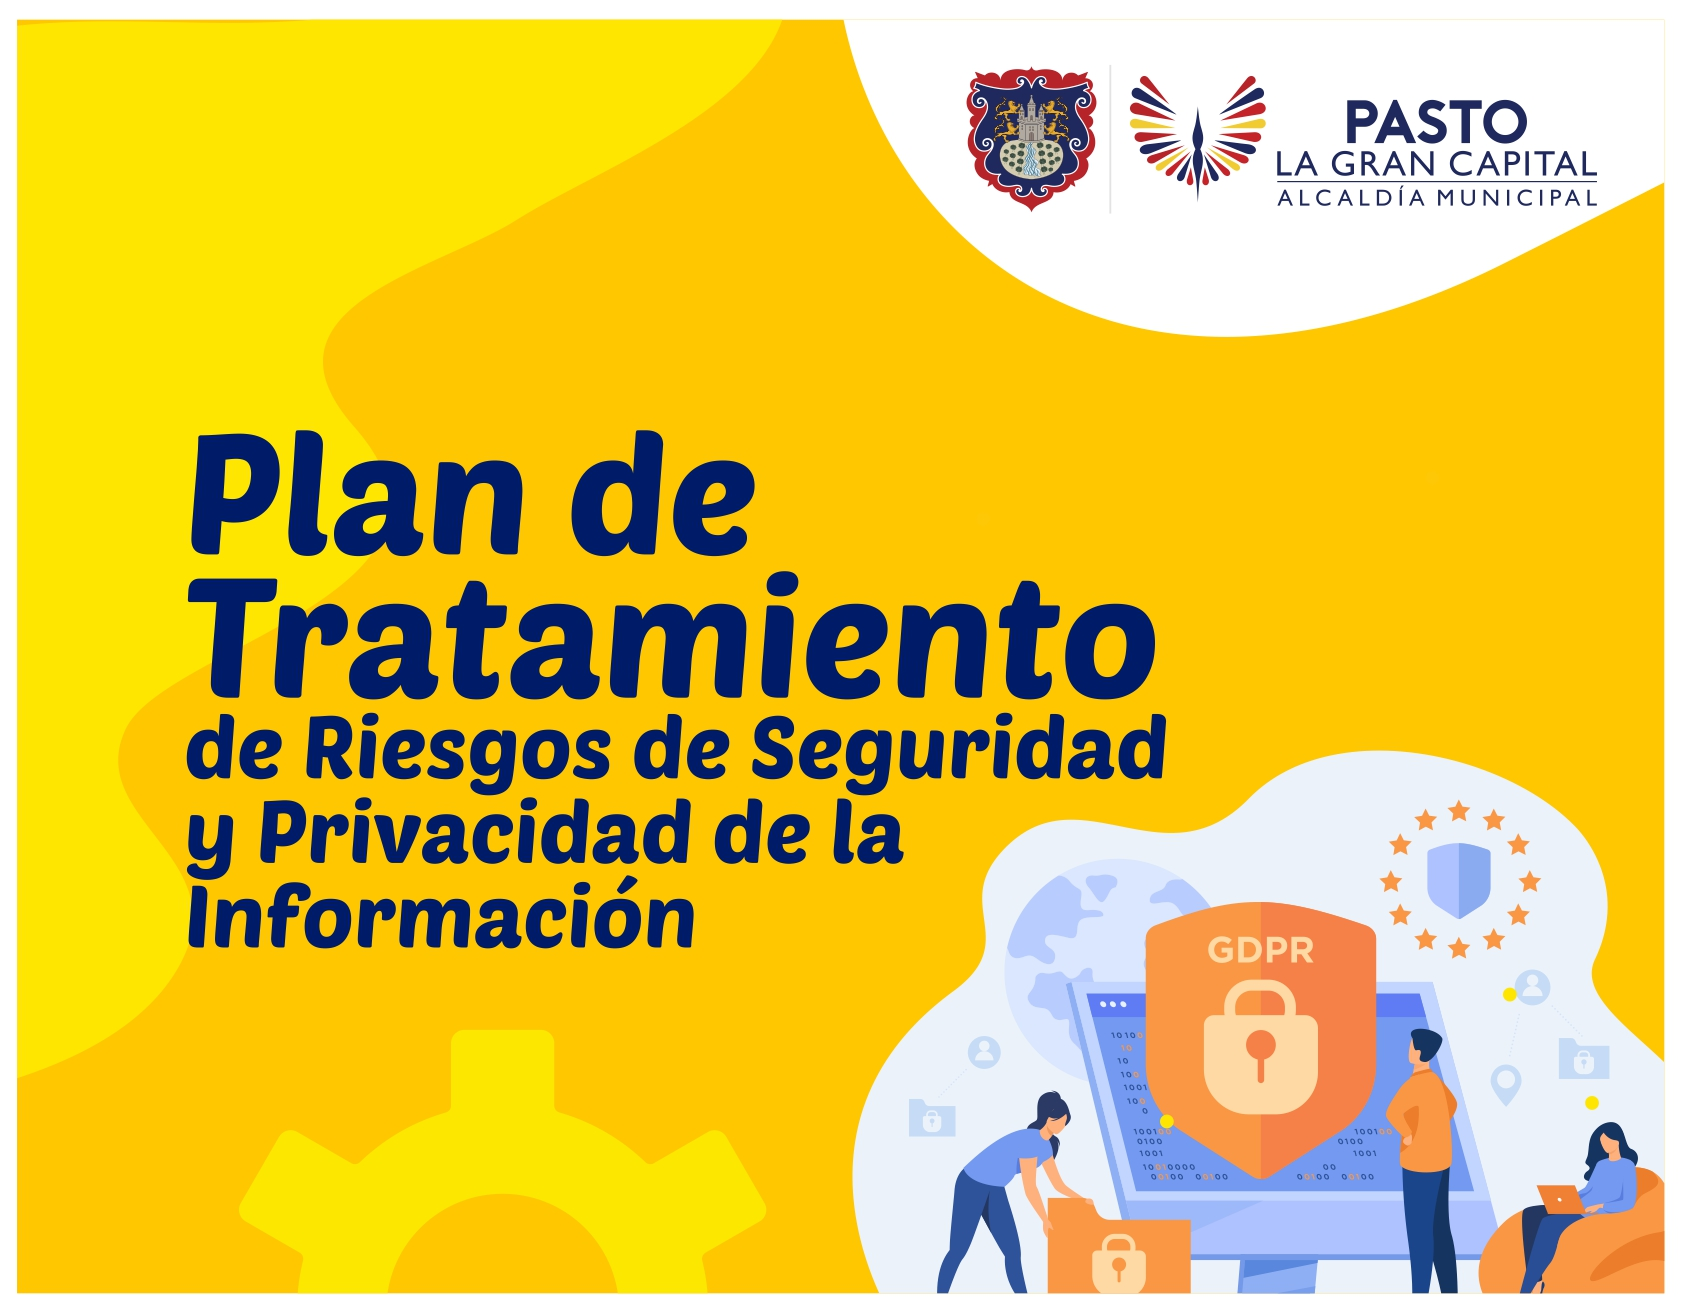 PASTO
LA GRAN CAPITAL
ALCALDÍA MUNICIPAL
Plan de
Tratamiento
de Riesgos de Seguridad
y Privacidad de la
Información
GDPR